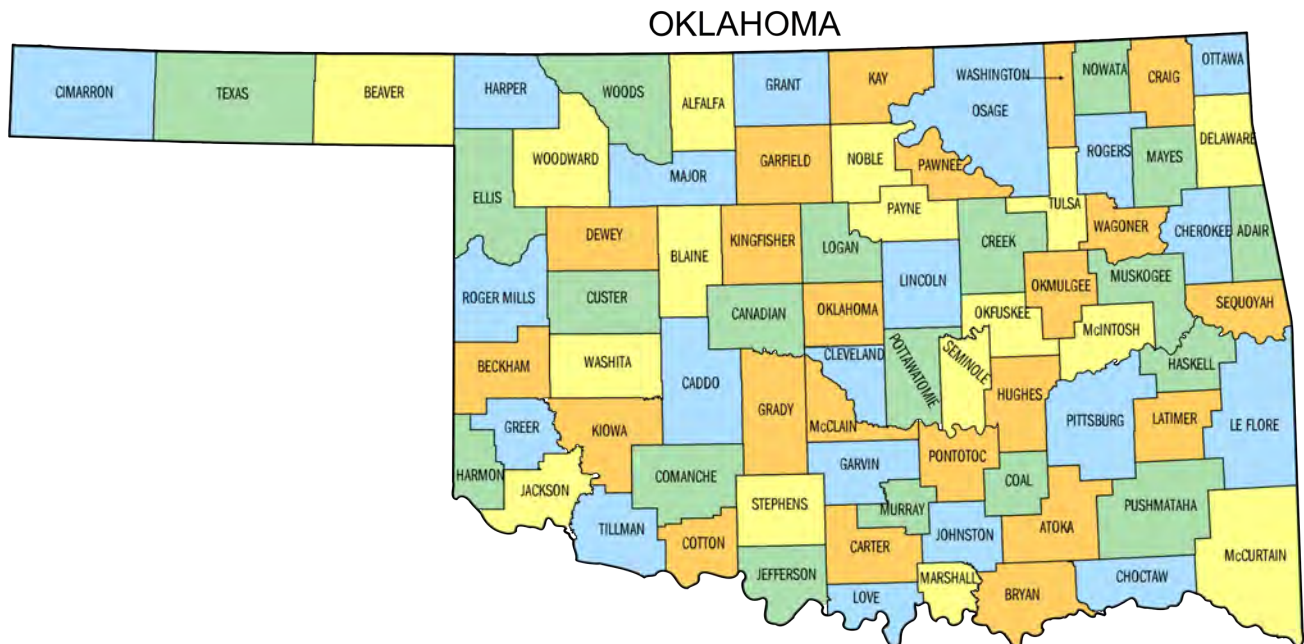 OKLAHOMA
CIMARRON
TEXAS
BEAVER
HARPER
WOODS
ALFALFA
GRANT
KAY
WASHINGTON
OSAGE
NOWATA
CRAIG
OTTAWA
WOODWARD
MAJOR
GARFIELD
NOBLE
PAWNEE
ROGERS
MAYES
DELAWARE
ELLIS
DEWEY
BLAINE
KINGFISHER
LOGAN
PAYNE
CREEK
TULSA
WAGONER
CHEROKEE
ADAIR
ROGER MILLS
CUSTER
CANADIAN
OKLAHOMA
LINCOLN
OKFUSKEE
OKMULGEE
MUSKOGEE
McINTOSH
SEQUOYAH
BECKHAM
WASHITA
CADDO
GRADY
CLEVELAND
McCLAIN
POTTAWATOMIE
SEMINOLE
HUGHES
PITTSBURG
HASKELL
LATIMER
LE FLORE
GREER
KIOWA
HARMON
JACKSON
COMANCHE
STEPHENS
GARVIN
PONTOTOC
COAL
MURRAY
PUSHMATAHA
TILLMAN
COTTON
JEFFERSON
CARTER
JOHNSTON
ATOKA
LOVE
MARSHALL
BRYAN
CHOCTAW
McCURTAIN